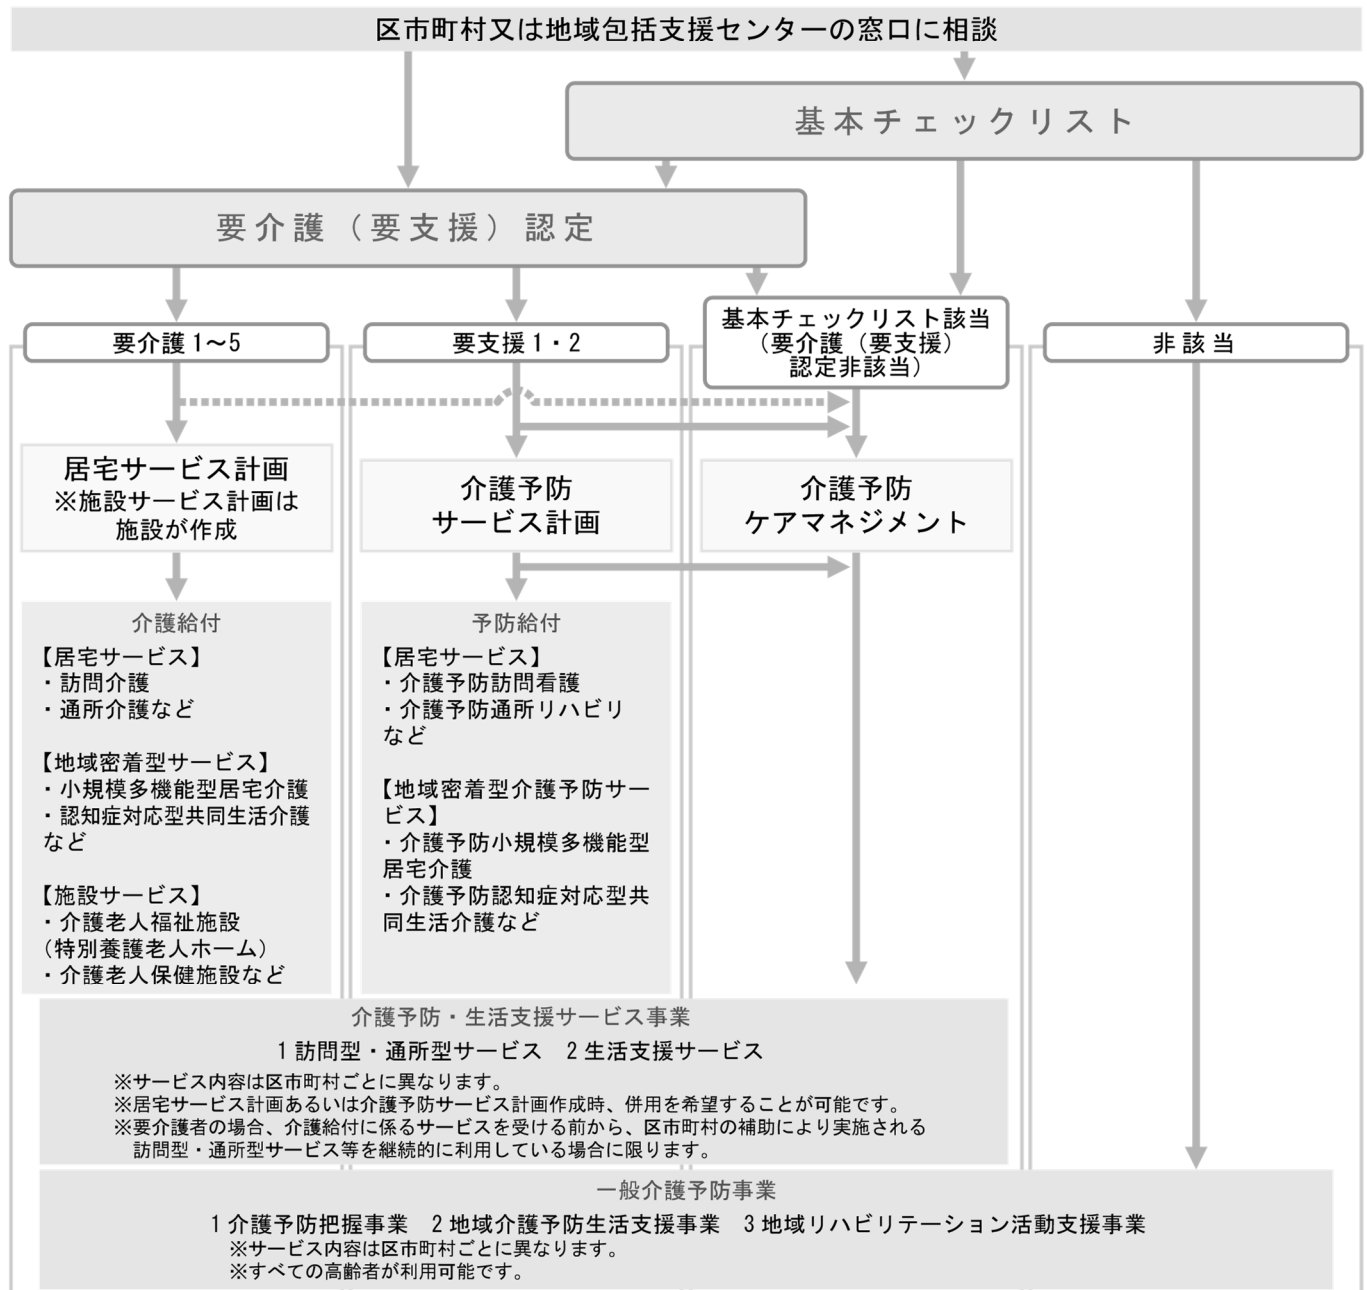 区市町村又は地域包括支援センターの窓口に相談
基本チェックリスト
要介護（要支援）認定
要介護1～5
要支援1・2
基本チェックリスト該当
（要介護（要支援）
認定非該当）
非該当
居宅サービス計画
※施設サービス計画は
施設が作成
介護予防
サービス計画
介護予防
ケアマネジメント
介護給付
【居宅サービス】
・訪問介護
・通所介護など
【地域密着型サービス】
・小規模多機能型居宅介護
・認知症対応型共同生活介護
など
【施設サービス】
・介護老人福祉施設
（特別養護老人ホーム）
・介護老人保健施設など
予防給付
【居宅サービス】
・介護予防訪問看護
・介護予防通所リハビリ
など
【地域密着型介護予防サー
ビス】
・介護予防小規模多機能型
居宅介護
・介護予防認知症対応型共
同生活介護など
介護予防・生活支援サービス事業
1 訪問型・通所型サービス　2 生活支援サービス
※サービス内容は区市町村ごとに異なります。
※居宅サービス計画あるいは介護予防サービス計画作成時、併用を希望することが可能です。
※要介護者の場合、介護給付に係るサービスを受ける前から、区市町村の補助により実施される
訪問型・通所型サービス等を継続的に利用している場合に限ります。
一般介護予防事業
1 介護予防把握事業　2 地域介護予防生活支援事業　3 地域リハビリテーション活動支援事業
※サービス内容は区市町村ごとに異なります。
※すべての高齢者が利用可能です。